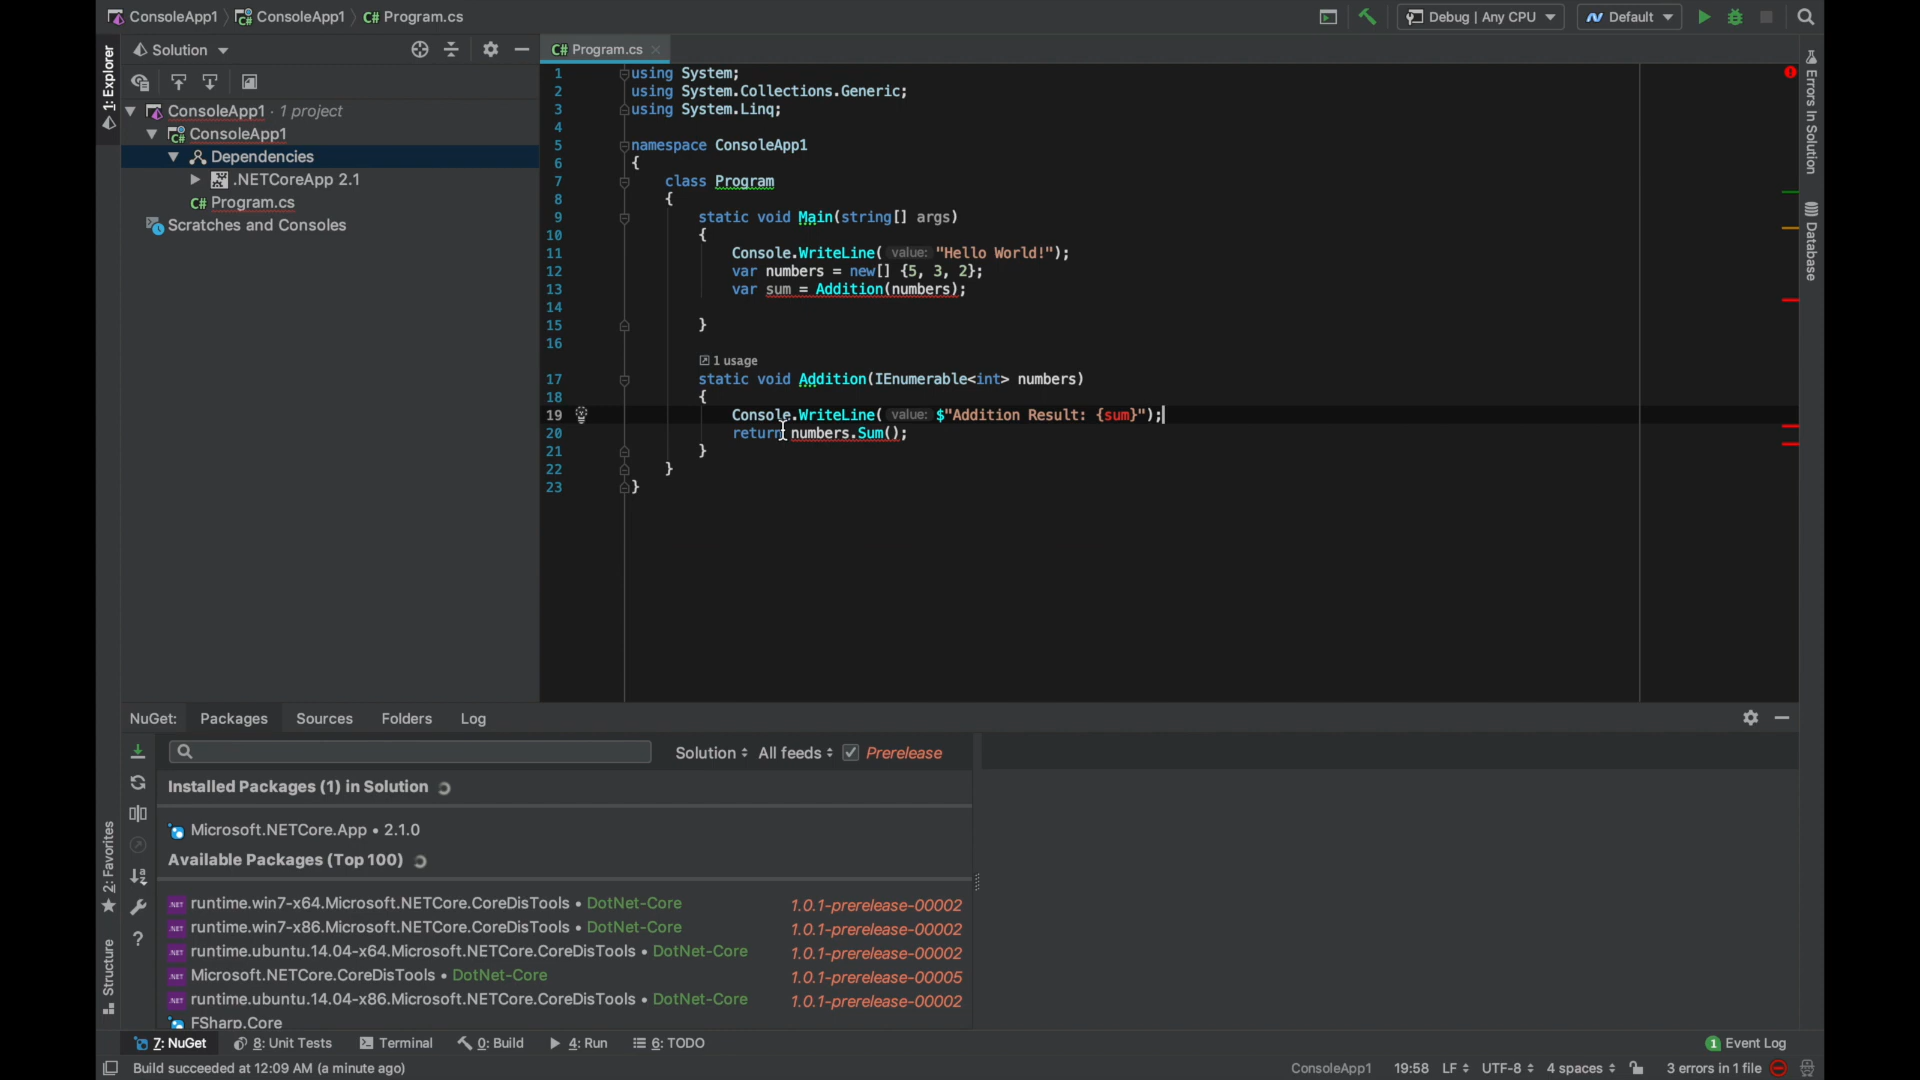 ConsoleApp1 ConsoleApp1 C# Program.cs
Debug | Any CPU Default
1: Explorer
Solution
C# Program.cs
ConsoleApp1 · 1 project
ConsoleApp1
Dependencies
.NETCoreApp 2.1
C# Program.cs
Scratches and Consoles
1 using System;
2 using System.Collections.Generic;
3 using System.Linq;
4
5 namespace ConsoleApp1
6 {
7 class Program
8 {
9 static void Main(string[] args)
10 {
11 Console.WriteLine( value: "Hello World!");
12 var numbers = new[] {5, 3, 2};
13 var sum = Addition(numbers);
14
15 }
16
1 usage
17 static void Addition(IEnumerable<int> numbers)
18 {
19 Console.WriteLine( value: $"Addition Result: {sum}");
20 return numbers.Sum();
21 }
22 }
23 }
Errors In Solution
Database
NuGet: Packages Sources Folders Log
Solution All feeds Prerelease
Installed Packages (1) in Solution
Microsoft.NETCore.App • 2.1.0
Available Packages (Top 100)
.NET runtime.win7-x64.Microsoft.NETCore.CoreDisTools • DotNet-Core 1.0.1-prerelease-00002
.NET runtime.win7-x86.Microsoft.NETCore.CoreDisTools • DotNet-Core 1.0.1-prerelease-00002
.NET runtime.ubuntu.14.04-x64.Microsoft.NETCore.CoreDisTools • DotNet-Core 1.0.1-prerelease-00002
.NET Microsoft.NETCore.CoreDisTools • DotNet-Core 1.0.1-prerelease-00005
.NET runtime.ubuntu.14.04-x86.Microsoft.NETCore.CoreDisTools • DotNet-Core 1.0.1-prerelease-00002
FSharp.Core
2: Favorites
Structure
7: NuGet 8: Unit Tests Terminal 0: Build 4: Run 6: TODO 1 Event Log
Build succeeded at 12:09 AM (a minute ago) ConsoleApp1 19:58 LF UTF-8 4 spaces 3 errors in 1 file